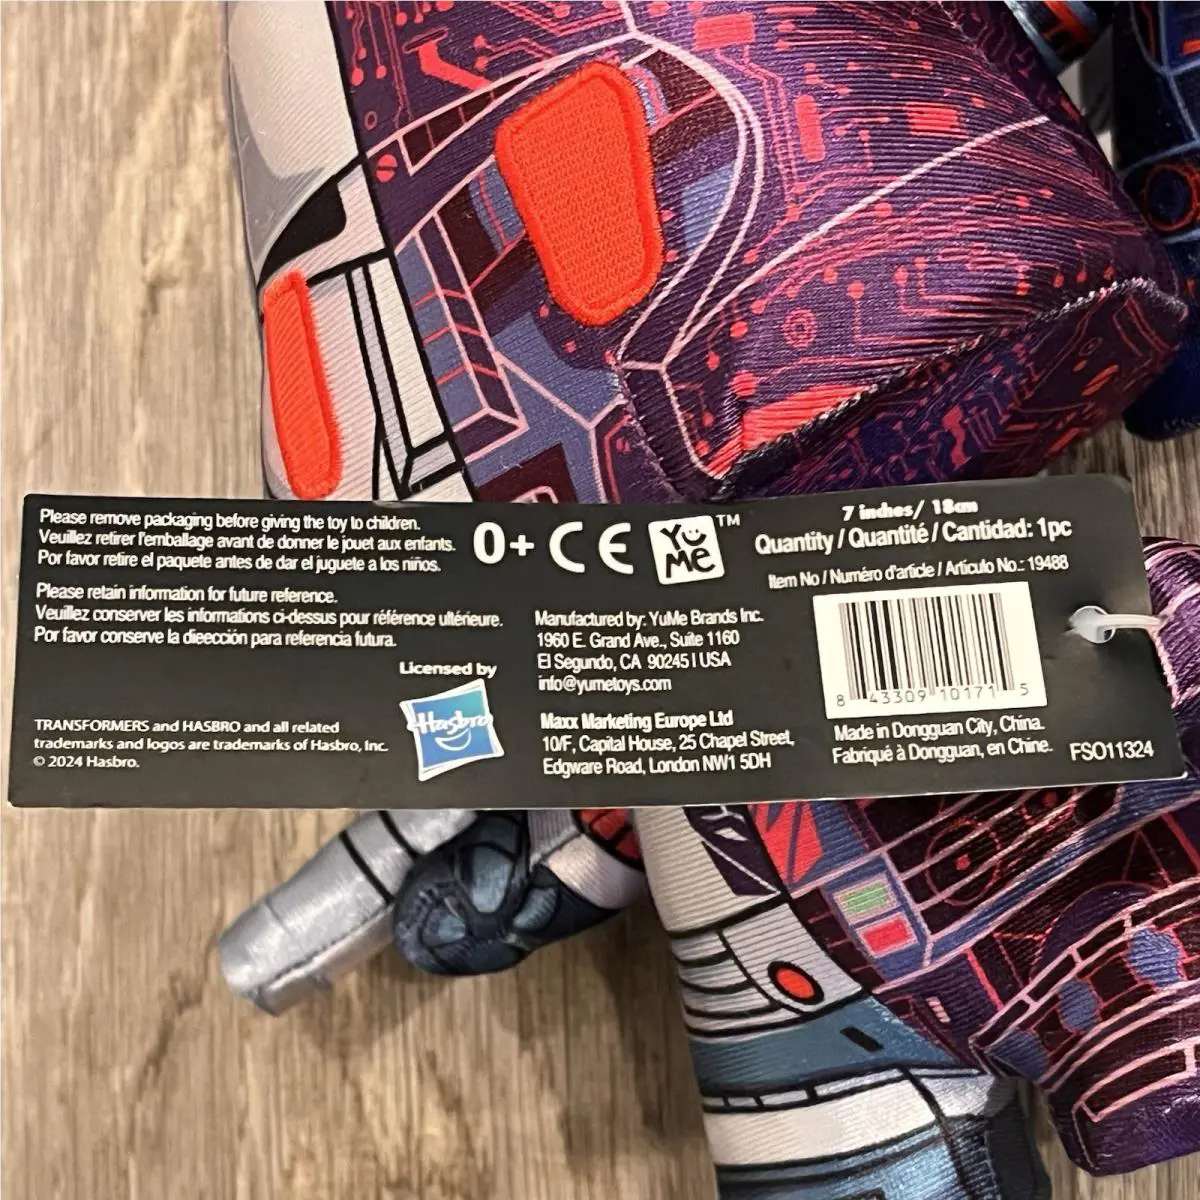 Please remove packaging before giving the toy to children.
Veuillez retirer l'emballage avant de donner le jouet aux enfants.
Por favor retire el paquete antes de dar el juguete a los niños.
Please retain information for future reference.
Veuillez conserver les informations ci-dessus pour référence ultérieure.
Por favor conserve la dieección para referencia futura.
Licensed by
Hasbro
TRANSFORMERS and HASBRO and all related
trademarks and logos are trademarks of Hasbro, Inc.
© 2024 Hasbro.
0+ CE YuMe TM
Manufactured by: YuMe Brands Inc.
1960 E. Grand Ave., Suite 1160
El Segundo, CA 90245 I USA
info@yumetoys.com
Maxx Marketing Europe Ltd
10/F, Capital House, 25 Chapel Street,
Edgware Road, London NW1 5DH
7 inches/ 18cm
Quantity / Quantité / Cantidad: 1pc
Item No / Numéro d'article / Artículo No.: 19488
8 43309 10171 5
Made in Dongguan City, China.
Fabriqué à Dongguan, en Chine.
FSO11324